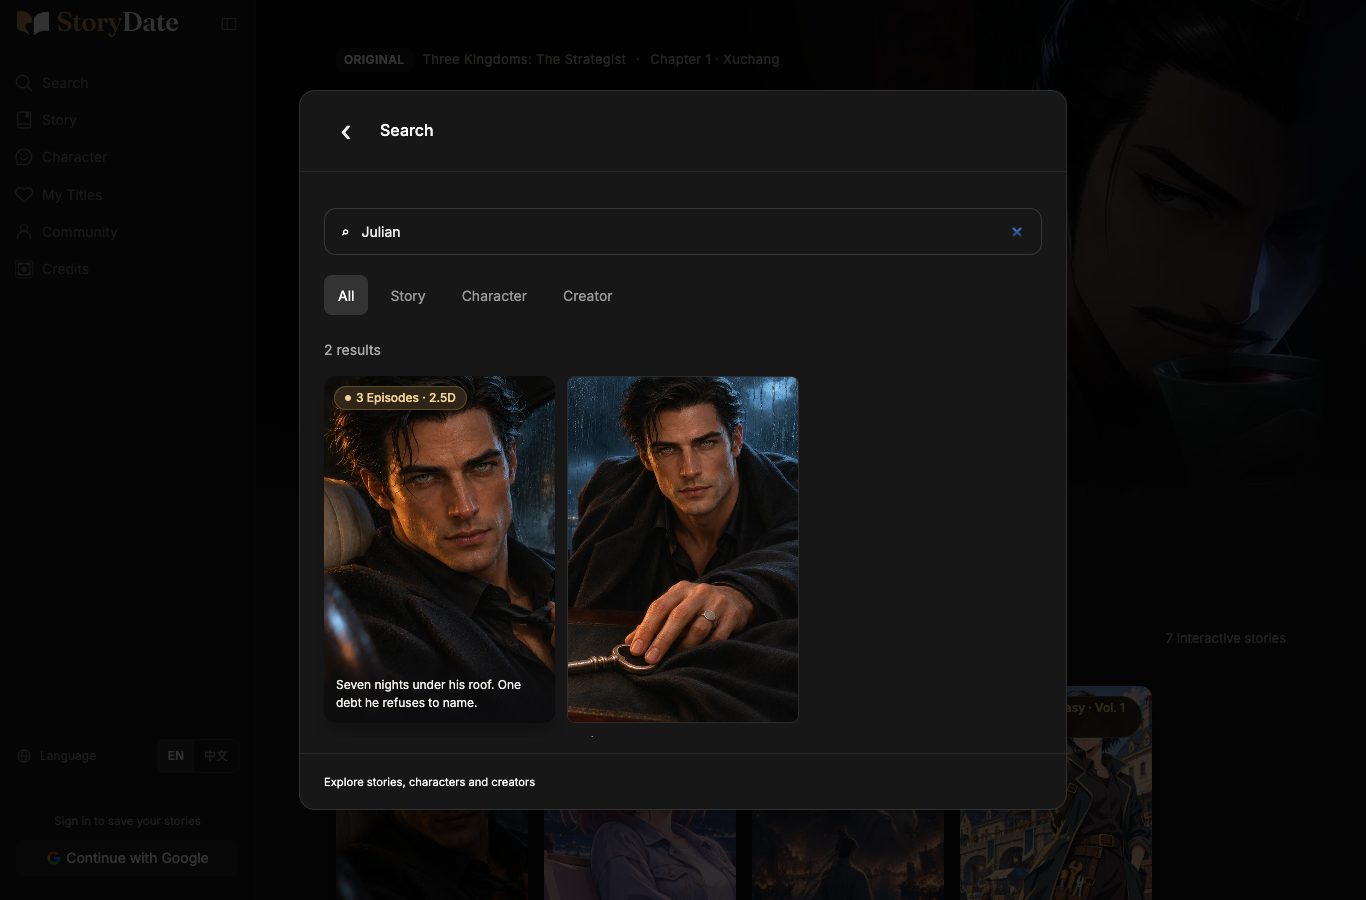 StoryDate
Search
Story
Character
My Titles
Community
Credits
Language
EN
中文
Sign in to save your stories
Continue with Google
ORIGINAL
Three Kingdoms: The Strategist · Chapter 1 · Xuchang
Search
Julian
All
Story
Character
Creator
2 results
3 Episodes · 2.5D
Seven nights under his roof. One
debt he refuses to name.
Explore stories, characters and creators
7 interactive stories
asy · Vol. 1